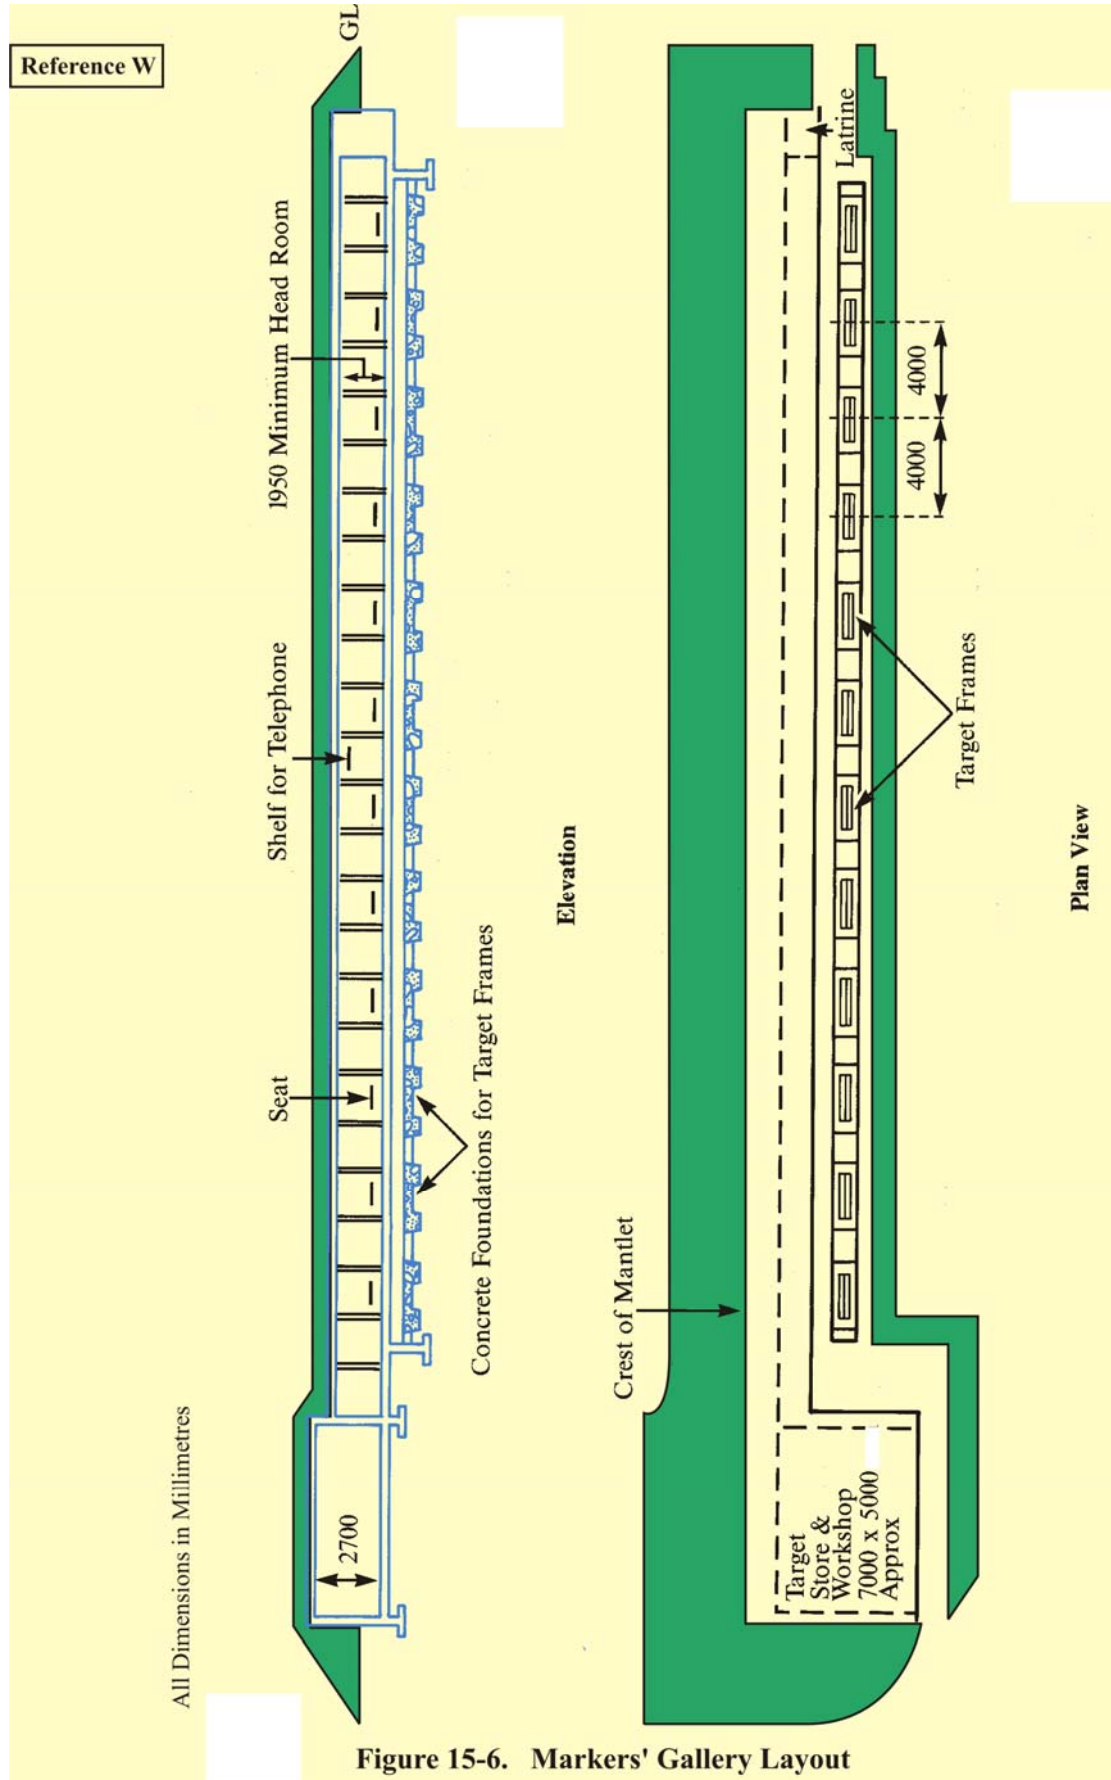 Reference W
All Dimensions in Millimetres
GL
1950 Minimum Head Room
Shelf for Telephone
Seat
2700
Concrete Foundations for Target Frames
Elevation
Crest of Mantlet
Latrine
4000
4000
Target Frames
Target
Store &
Workshop
7000 x 5000
Approx
Plan View
Figure 15-6. Markers' Gallery Layout